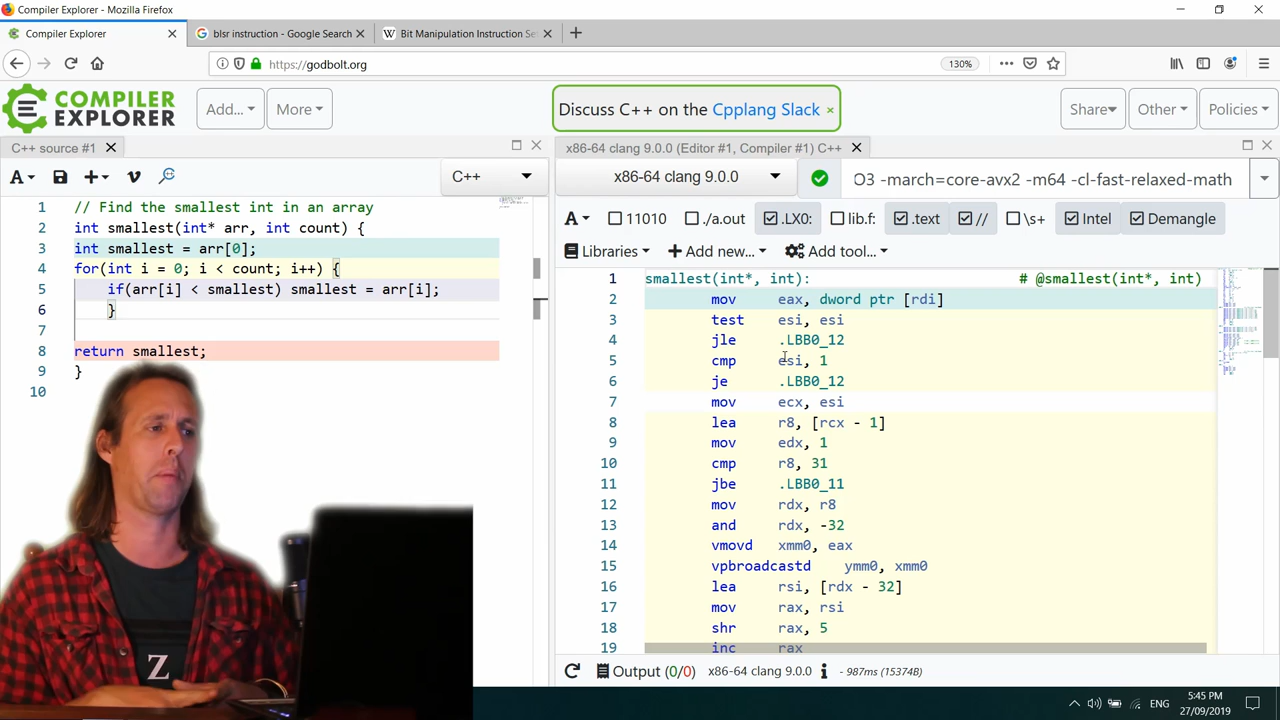 Compiler Explorer - Mozilla Firefox
Compiler Explorer
blsr instruction - Google Search
Bit Manipulation Instruction Se
https://godbolt.org
130%
COMPILER
EXPLORER
Add...
More
Discuss C++ on the Cpplang Slack ×
Share
Other
Policies
C++ source #1
x86-64 clang 9.0.0 (Editor #1, Compiler #1) C++
A
C++
x86-64 clang 9.0.0
O3 -march=core-avx2 -m64 -cl-fast-relaxed-math
A
11010
./a.out
.LX0:
lib.f:
.text
//
\s+
Intel
Demangle
Libraries
Add new...
Add tool...
1 // Find the smallest int in an array
2 int smallest(int* arr, int count) {
3 int smallest = arr[0];
4 for(int i = 0; i < count; i++) {
5 if(arr[i] < smallest) smallest = arr[i];
6 }
7
8 return smallest;
9 }
10
1 smallest(int*, int): # @smallest(int*, int)
2 mov eax, dword ptr [rdi]
3 test esi, esi
4 jle .LBB0_12
5 cmp esi, 1
6 je .LBB0_12
7 mov ecx, esi
8 lea r8, [rcx - 1]
9 mov edx, 1
10 cmp r8, 31
11 jbe .LBB0_11
12 mov rdx, r8
13 and rdx, -32
14 vmovd xmm0, eax
15 vpbroadcastd ymm0, xmm0
16 lea rsi, [rdx - 32]
17 mov rax, rsi
18 shr rax, 5
19 inc rax
Z
Output (0/0) x86-64 clang 9.0.0 i - 987ms (15374B)
ENG
5:45 PM
27/09/2019